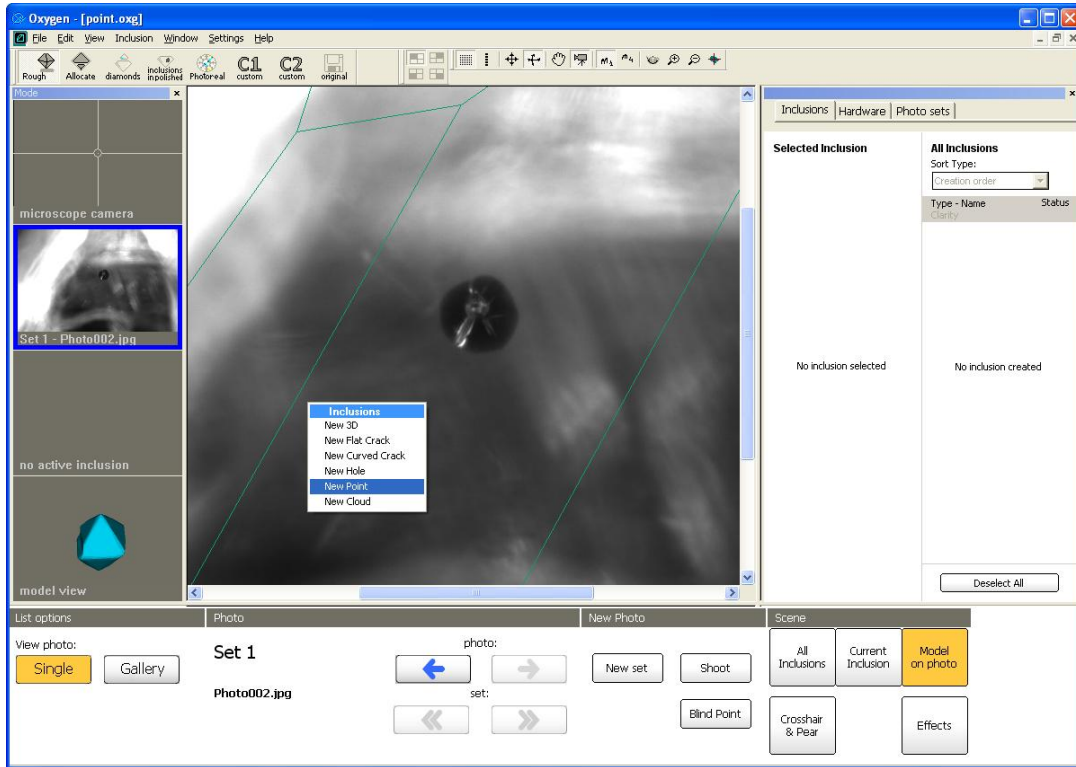 Oxygen - [point.oxg]
File Edit View Inclusion Window Settings Help
C1 C2
Rough Allocate diamonds inclusions inpolished Photoreal custom custom original
m1 m4
Mode
microscope camera
Set 1 - Photo002.jpg
no active inclusion
model view
Inclusions
New 3D
New Flat Crack
New Curved Crack
New Hole
New Point
New Cloud
Inclusions Hardware Photo sets
Selected Inclusion
No inclusion selected
All Inclusions
Sort Type:
Creation order
Type - Name Status
Clarity
No inclusion created
Deselect All
List options
View photo:
Single Gallery
Photo
Set 1
Photo002.jpg
photo:
set:
New Photo
New set Shoot
Blind Point
Scene
All Inclusions
Current Inclusion
Model on photo
Crosshair & Pear
Effects